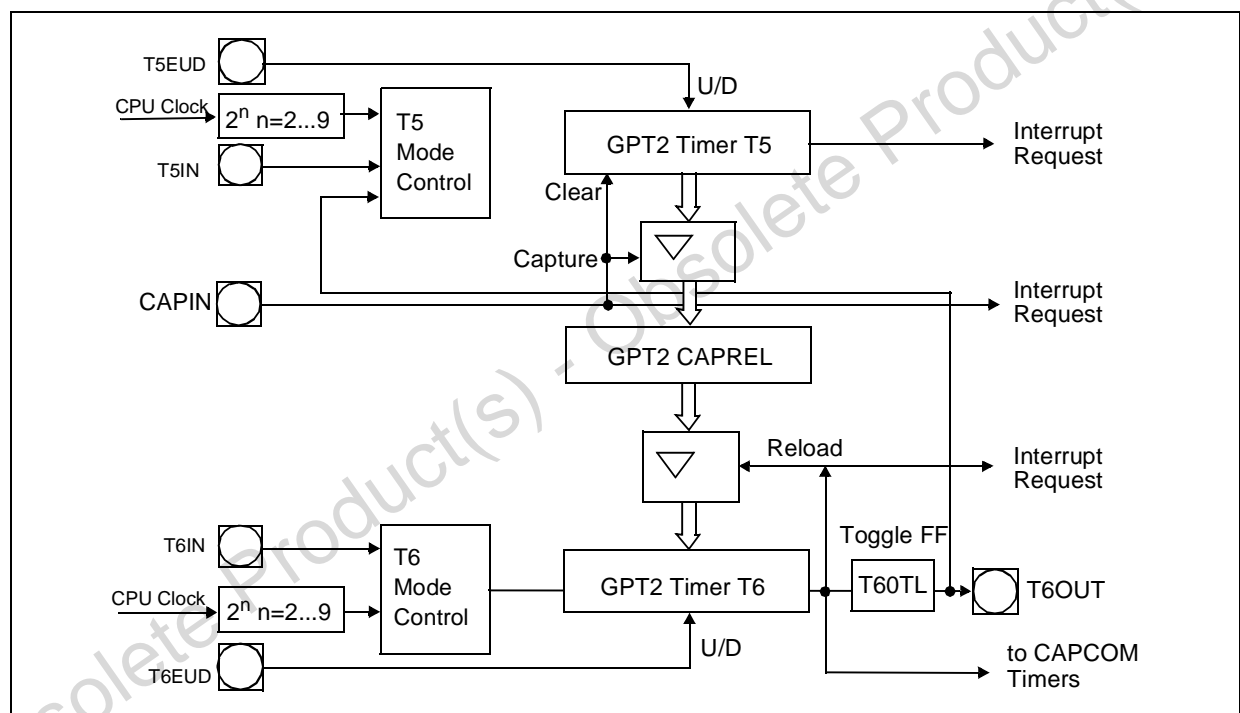 T5EUD
U/D
CPU Clock
2ⁿ n=2...9
T5
Mode
Control
GPT2 Timer T5
Interrupt
Request
T5IN
Clear
Capture
CAPIN
Interrupt
Request
GPT2 CAPREL
Reload
Interrupt
Request
T6IN
T6
Mode
Control
Toggle FF
GPT2 Timer T6
T60TL
T6OUT
CPU Clock
2ⁿ n=2...9
U/D
T6EUD
to CAPCOM
Timers
solete Product(s) - Obsolete Product(